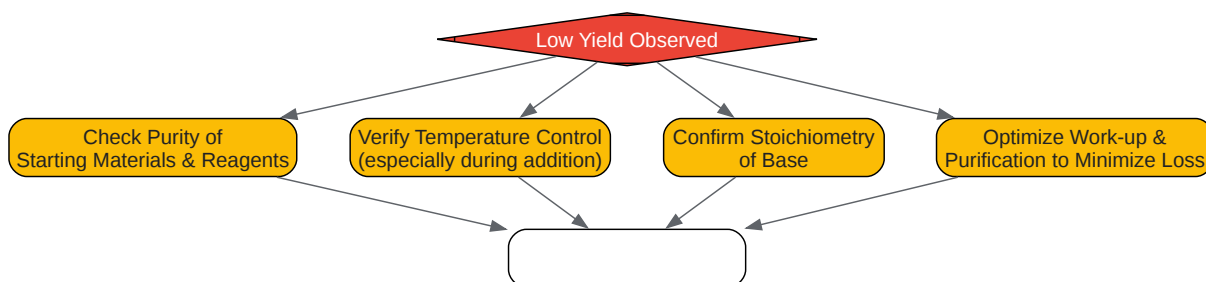 Low Yield Observed
Check Purity of
Starting Materials & Reagents
Verify Temperature Control
(especially during addition)
Confirm Stoichiometry
of Base
Optimize Work-up &
Purification to Minimize Loss